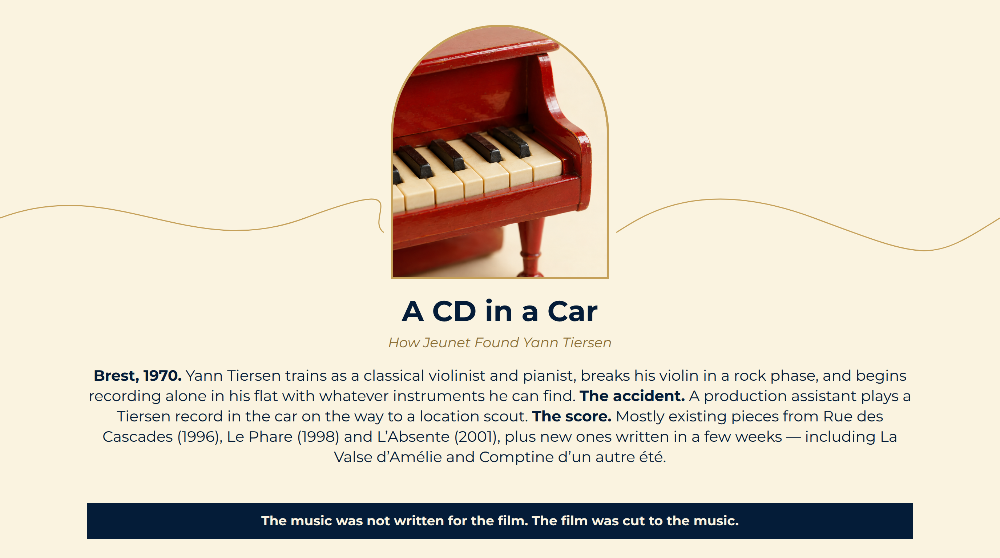 A CD in a Car
How Jeunet Found Yann Tiersen
Brest, 1970. Yann Tiersen trains as a classical violinist and pianist, breaks his violin in a rock phase, and begins
recording alone in his flat with whatever instruments he can find. The accident. A production assistant plays a
Tiersen record in the car on the way to a location scout. The score. Mostly existing pieces from Rue des
Cascades (1996), Le Phare (1998) and L’Absente (2001), plus new ones written in a few weeks — including La
Valse d’Amélie and Comptine d’un autre été.
The music was not written for the film. The film was cut to the music.